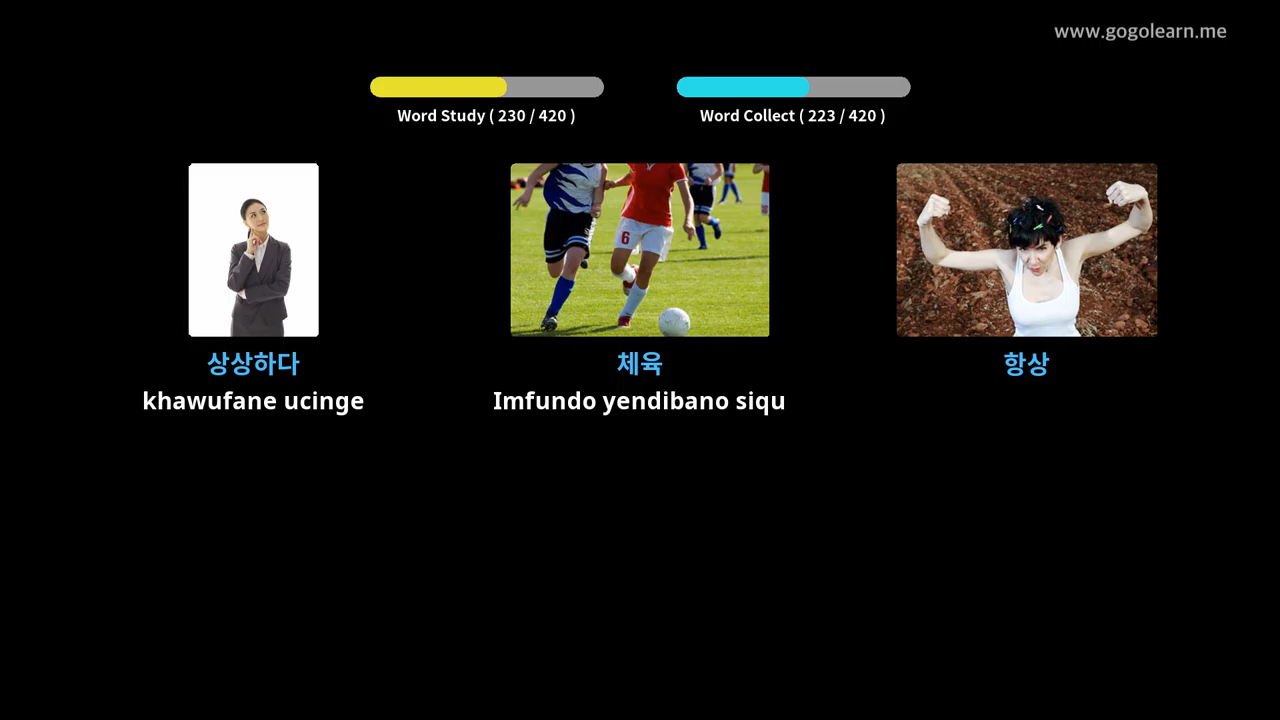 www.gogolearn.me
Word Study ( 230 / 420 )
Word Collect ( 223 / 420 )
상상하다
체육
항상
khawufane ucinge
Imfundo yendibano siqu
6